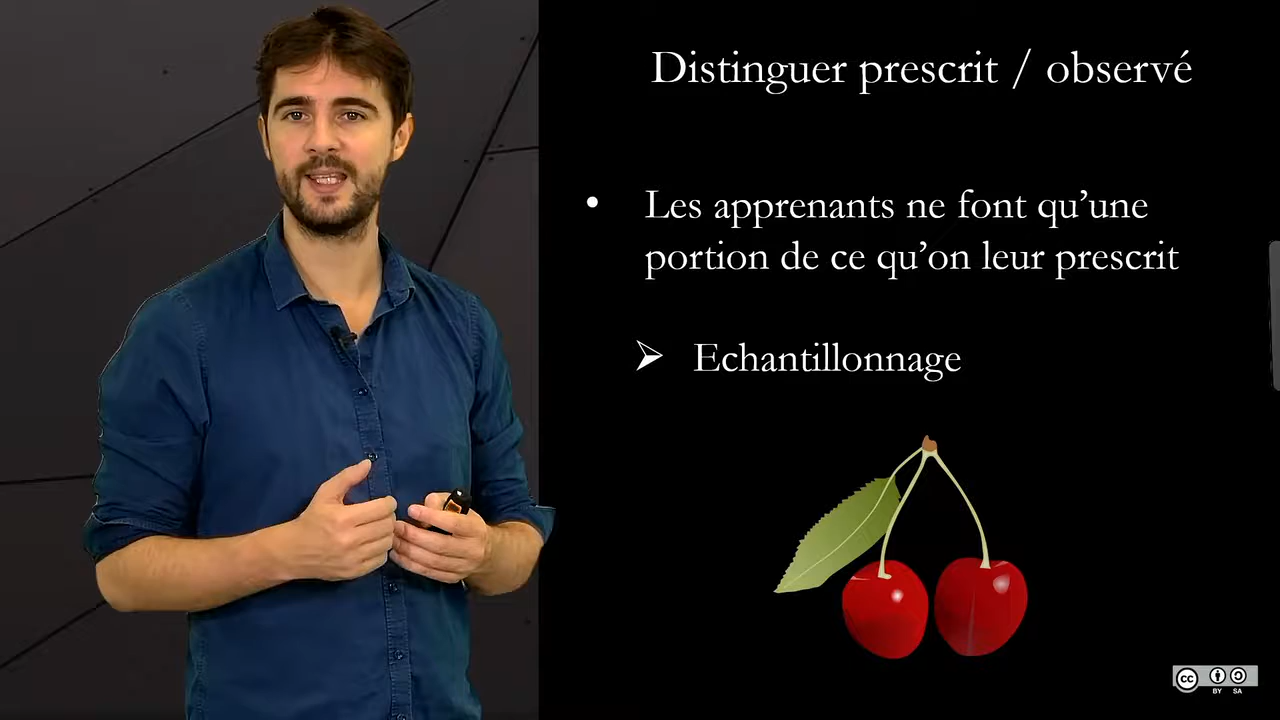 Distinguer prescrit / observé
• Les apprenants ne font qu’une
portion de ce qu’on leur prescrit
➢ Echantillonnage
cc
BY SA